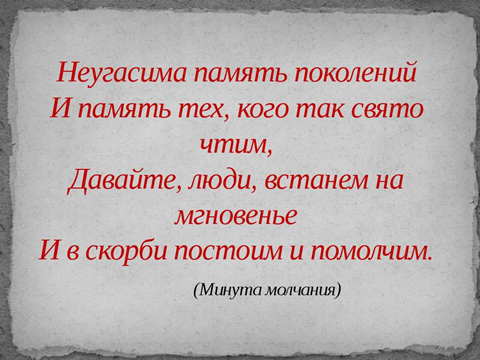 Неугасима память поколений
И память тех, кого так свято
чтим,
Давайте, люди, встанем на
мгновенье
И в скорби постоим и помолчим.
(Минута молчания)